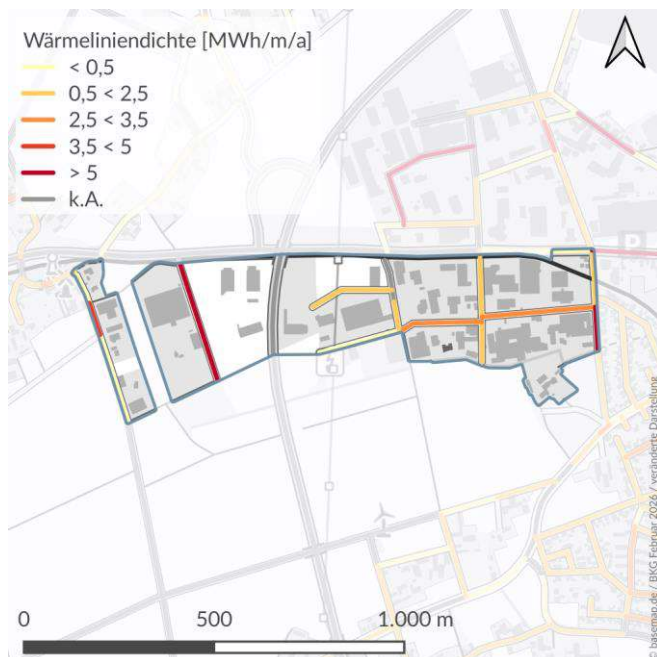 Wärmeliniendichte [MWh/m/a]
< 0,5
0,5 < 2,5
2,5 < 3,5
3,5 < 5
> 5
k.A.
P
0 500 1.000 m
© basemap.de / BKG Februar 2026 / veränderte Darstellung